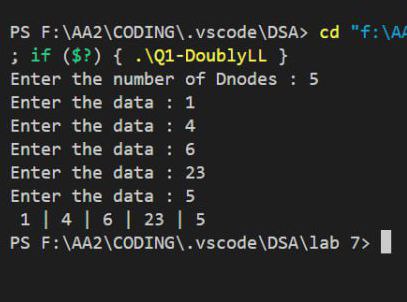 PS F:\AA2\CODING\.vscode\DSA> cd "f:\AA
; if ($?) { .\Q1-DoublyLL }
Enter the number of Dnodes : 5
Enter the data : 1
Enter the data : 4
Enter the data : 6
Enter the data : 23
Enter the data : 5
1 | 4 | 6 | 23 | 5
PS F:\AA2\CODING\.vscode\DSA\lab 7>